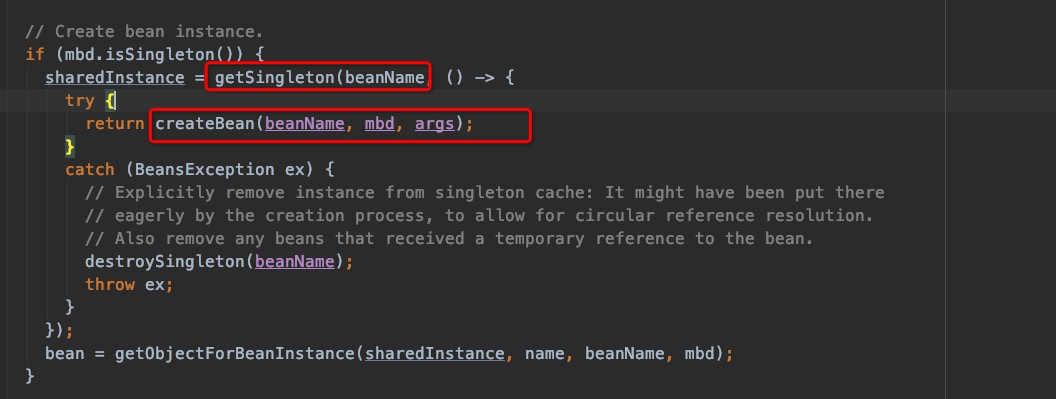 // Create bean instance.
if (mbd.isSingleton()) {
sharedInstance = getSingleton(beanName, () -> {
try {
return createBean(beanName, mbd, args);
}
catch (BeansException ex) {
// Explicitly remove instance from singleton cache: It might have been put there
// eagerly by the creation process, to allow for circular reference resolution.
// Also remove any beans that received a temporary reference to the bean.
destroySingleton(beanName);
throw ex;
}
});
bean = getObjectForBeanInstance(sharedInstance, name, beanName, mbd);
}